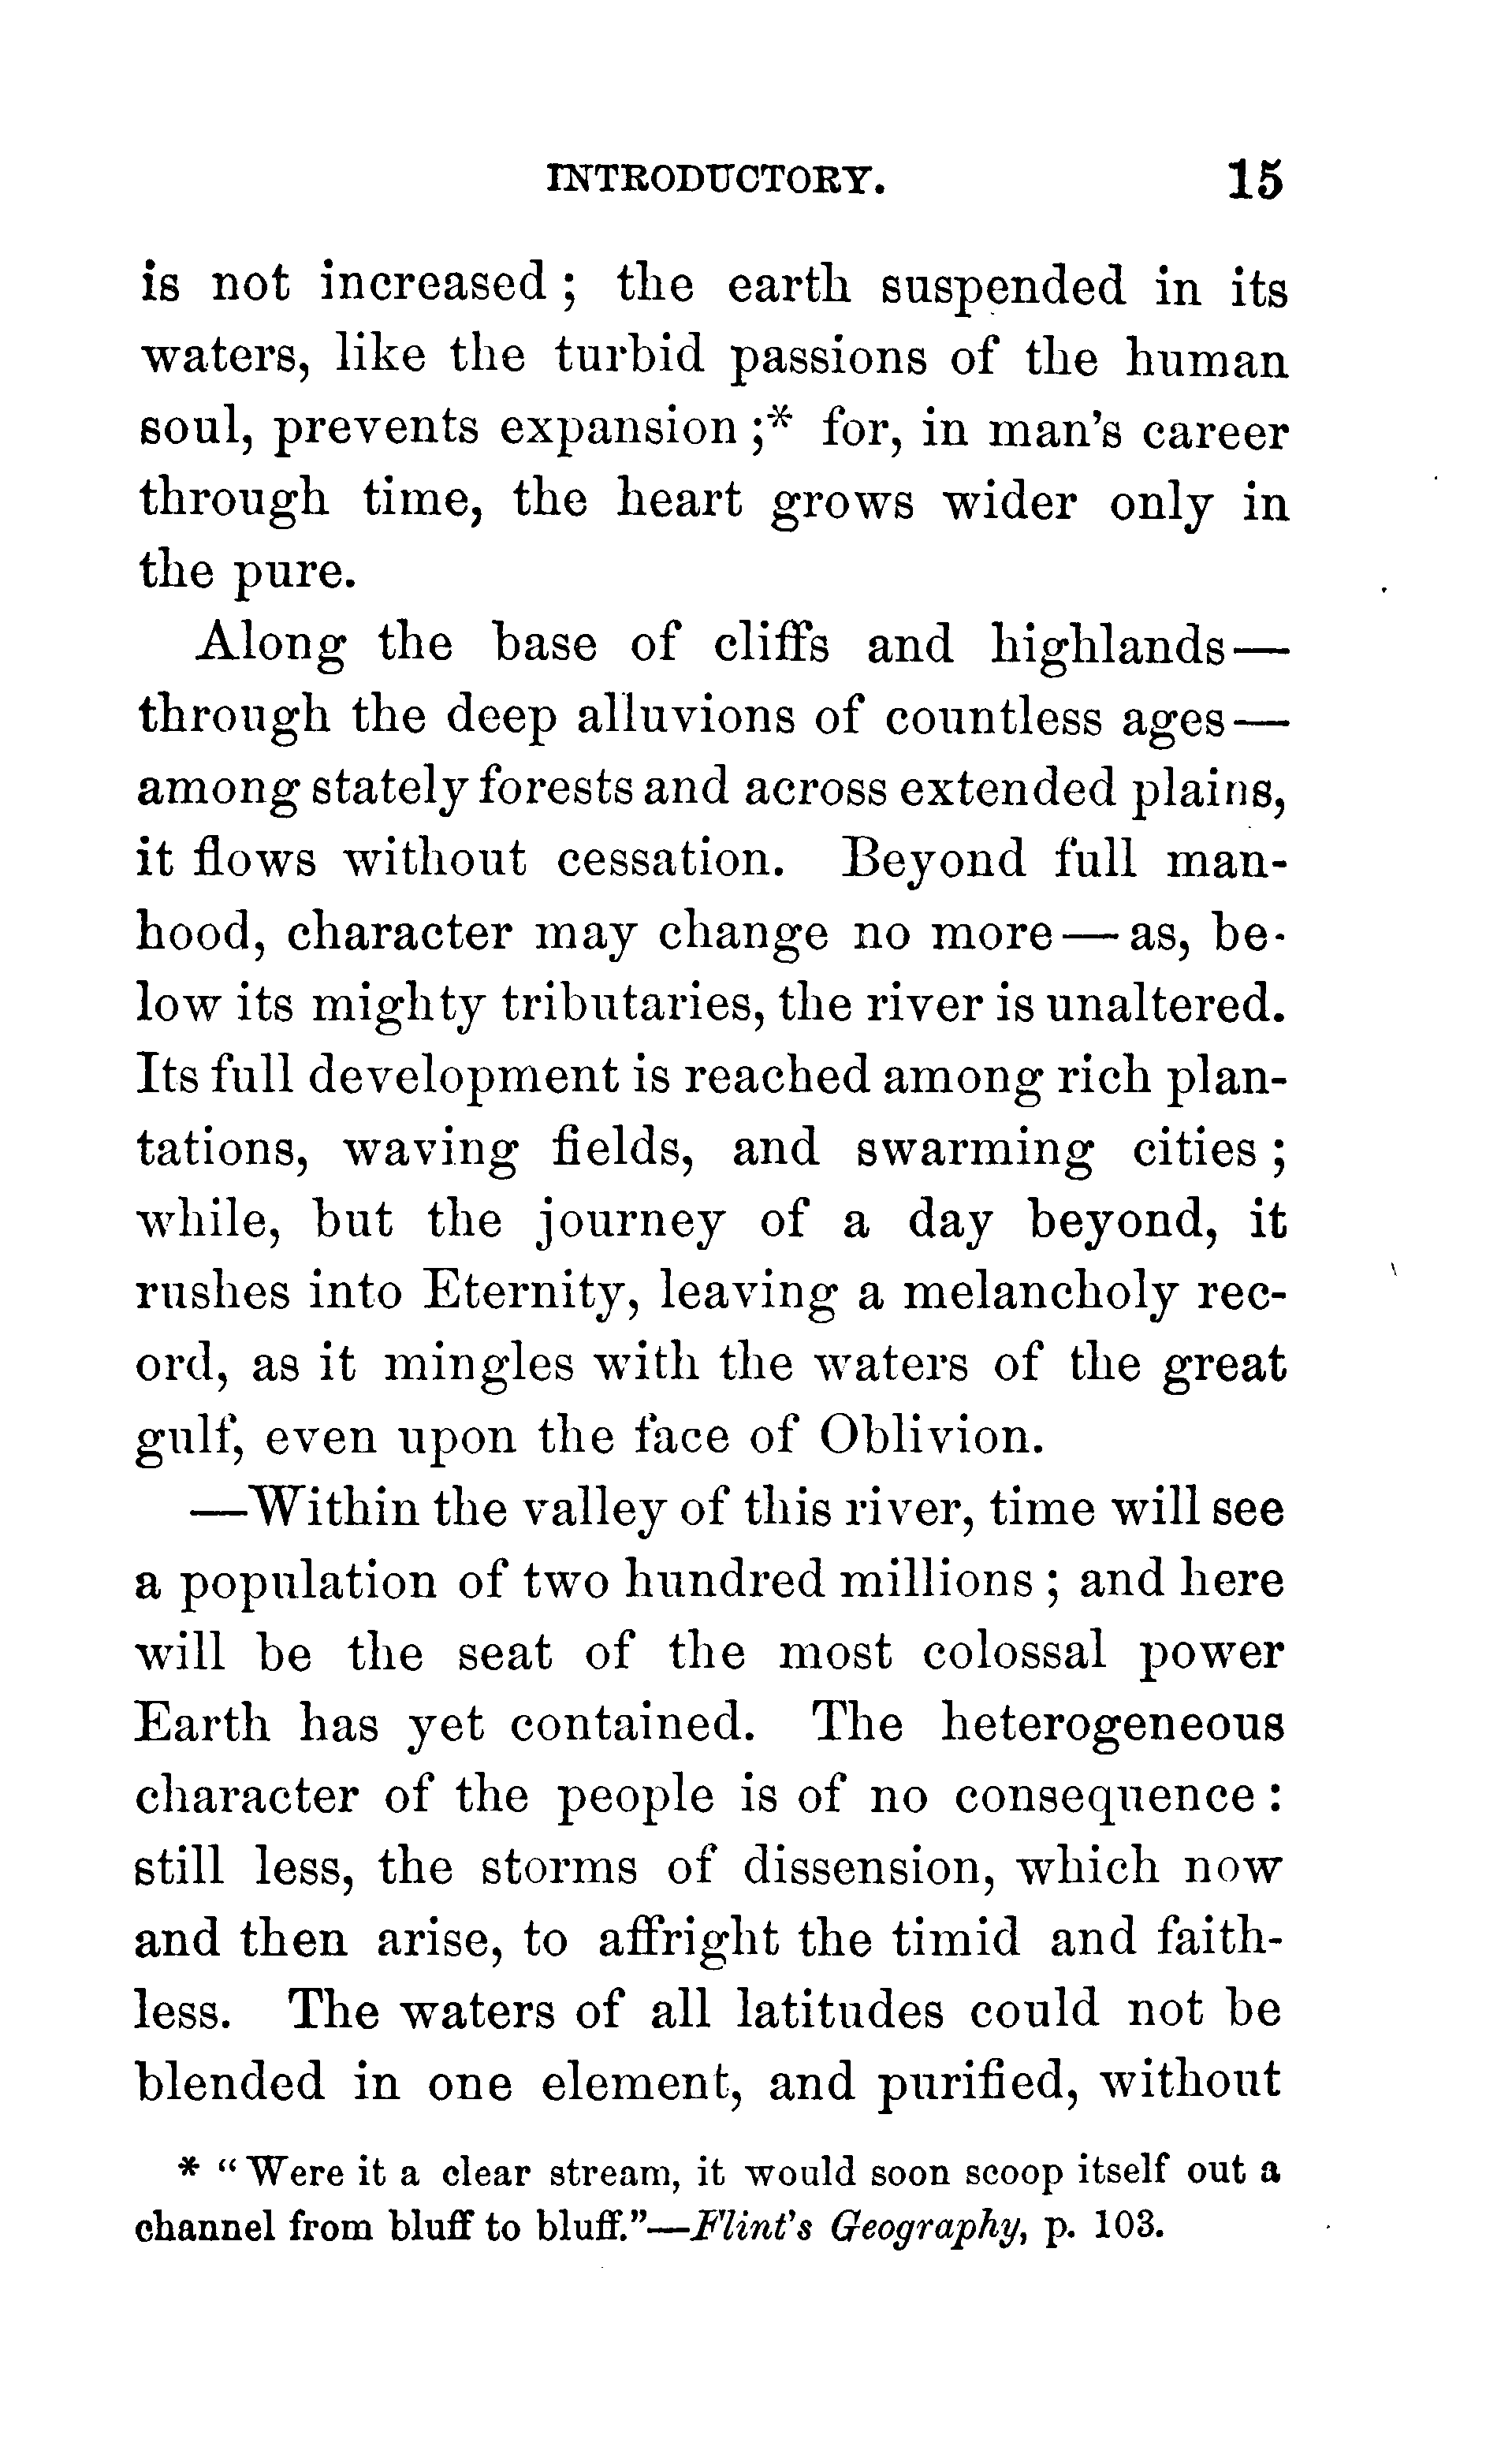 INTRODUCTORY. 15
is not increased ; the earth suspended in its
waters, like the turbid passions of the human
soul, prevents expansion ;* for, in man's career
through time, the heart grows wider only in
the pure.
Along the base of cliffs and highlands—
through the deep alluvions of countless ages—
among stately forests and across extended plains,
it flows without cessation. Beyond full man-
hood, character may change no more—as, be-
low its mighty tributaries, the river is unaltered.
Its full development is reached among rich plan-
tations, waving fields, and swarming cities ;
while, but the journey of a day beyond, it
rushes into Eternity, leaving a melancholy rec-
ord, as it mingles with the waters of the great
gulf, even upon the face of Oblivion.
—Within the valley of this river, time will see
a population of two hundred millions ; and here
will be the seat of the most colossal power
Earth has yet contained. The heterogeneous
character of the people is of no consequence :
still less, the storms of dissension, which now
and then arise, to affright the timid and faith-
less. The waters of all latitudes could not be
blended in one element, and purified, without
* "Were it a clear stream, it would soon scoop itself out a
channel from bluff to bluff."—Flint's Geography, p. 103.